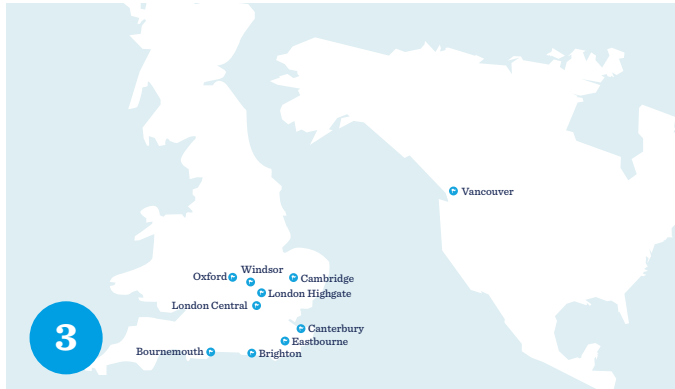 Vancouver
Windsor
Oxford
Cambridge
London Highgate
London Central
Canterbury
Eastbourne
Bournemouth
Brighton
3